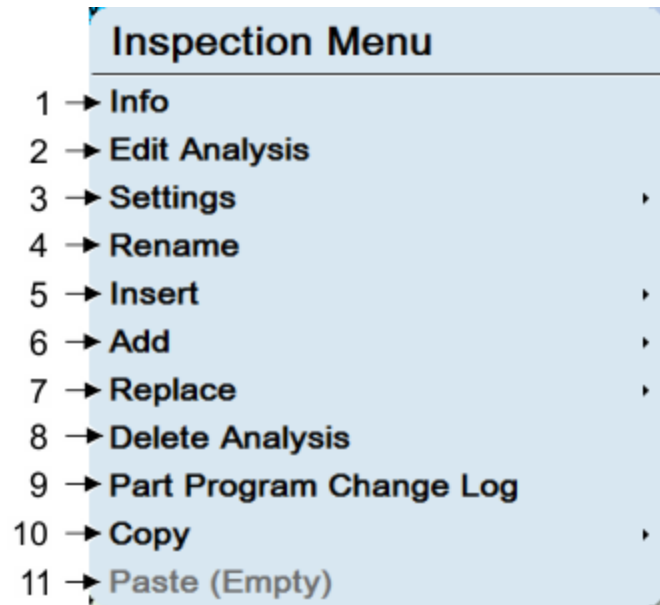 Inspection Menu
1 Info
2 Edit Analysis
3 Settings
4 Rename
5 Insert
6 Add
7 Replace
8 Delete Analysis
9 Part Program Change Log
10 Copy
11 Paste (Empty)